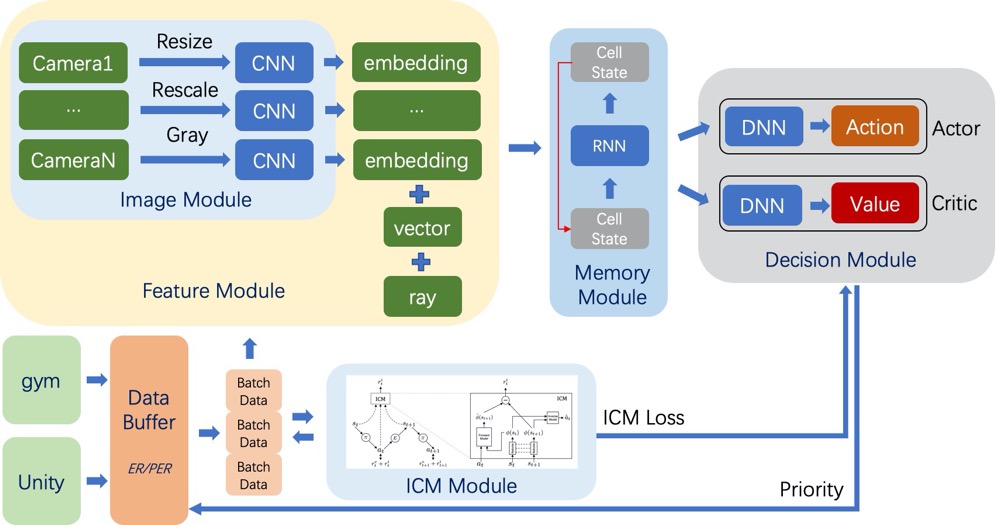 Camera1
Resize
CNN
embedding
...
Rescale
CNN
...
CameraN
Gray
CNN
embedding
Image Module
vector
ray
Feature Module
Cell
State
RNN
Cell
State
Memory
Module
DNN
Action
Actor
DNN
Value
Critic
Decision Module
gym
Unity
Data
Buffer
ER/PER
Batch
Data
Batch
Data
Batch
Data
ICM
ICM
ICM Module
ICM Loss
Priority